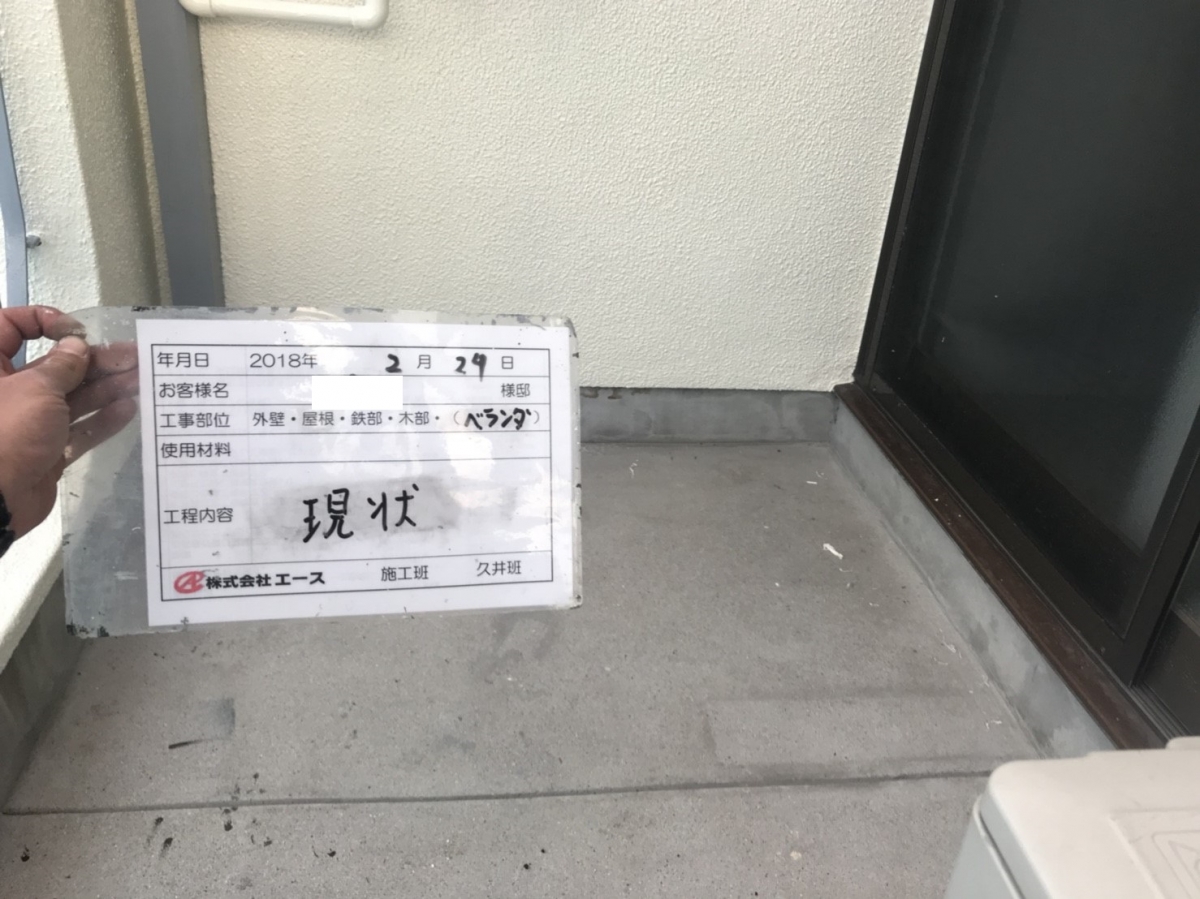 年月日 2018年 2月 29日
お客様名 様邸
工事部位 外壁・屋根・鉄部・木部・(ベランダ)
使用材料
工程内容 現状
株式会社エース 施工班 久井班